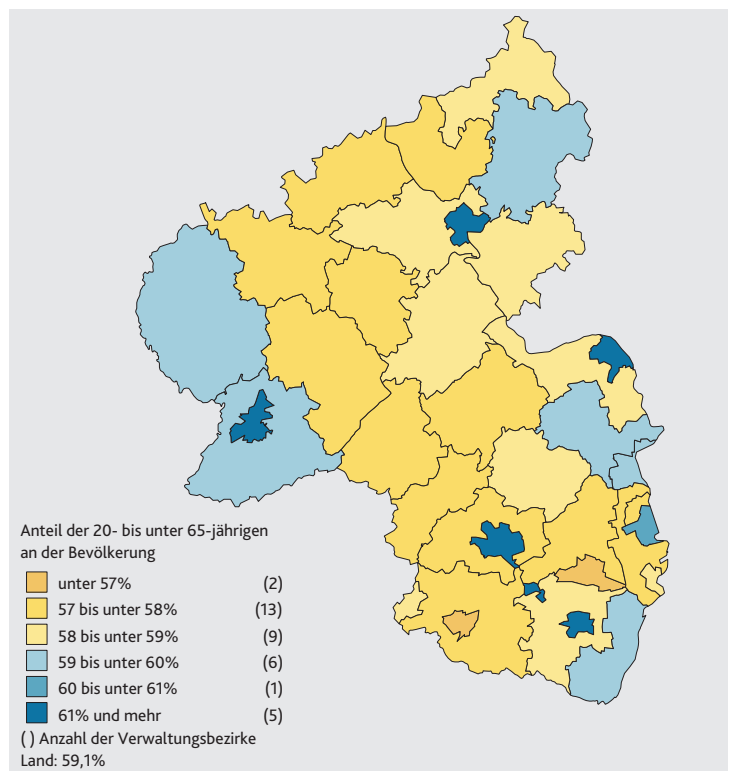 Anteil der 20- bis unter 65-jährigen
an der Bevölkerung
unter 57% (2)
57 bis unter 58% (13)
58 bis unter 59% (9)
59 bis unter 60% (6)
60 bis unter 61% (1)
61% und mehr (5)
( ) Anzahl der Verwaltungsbezirke
Land: 59,1%